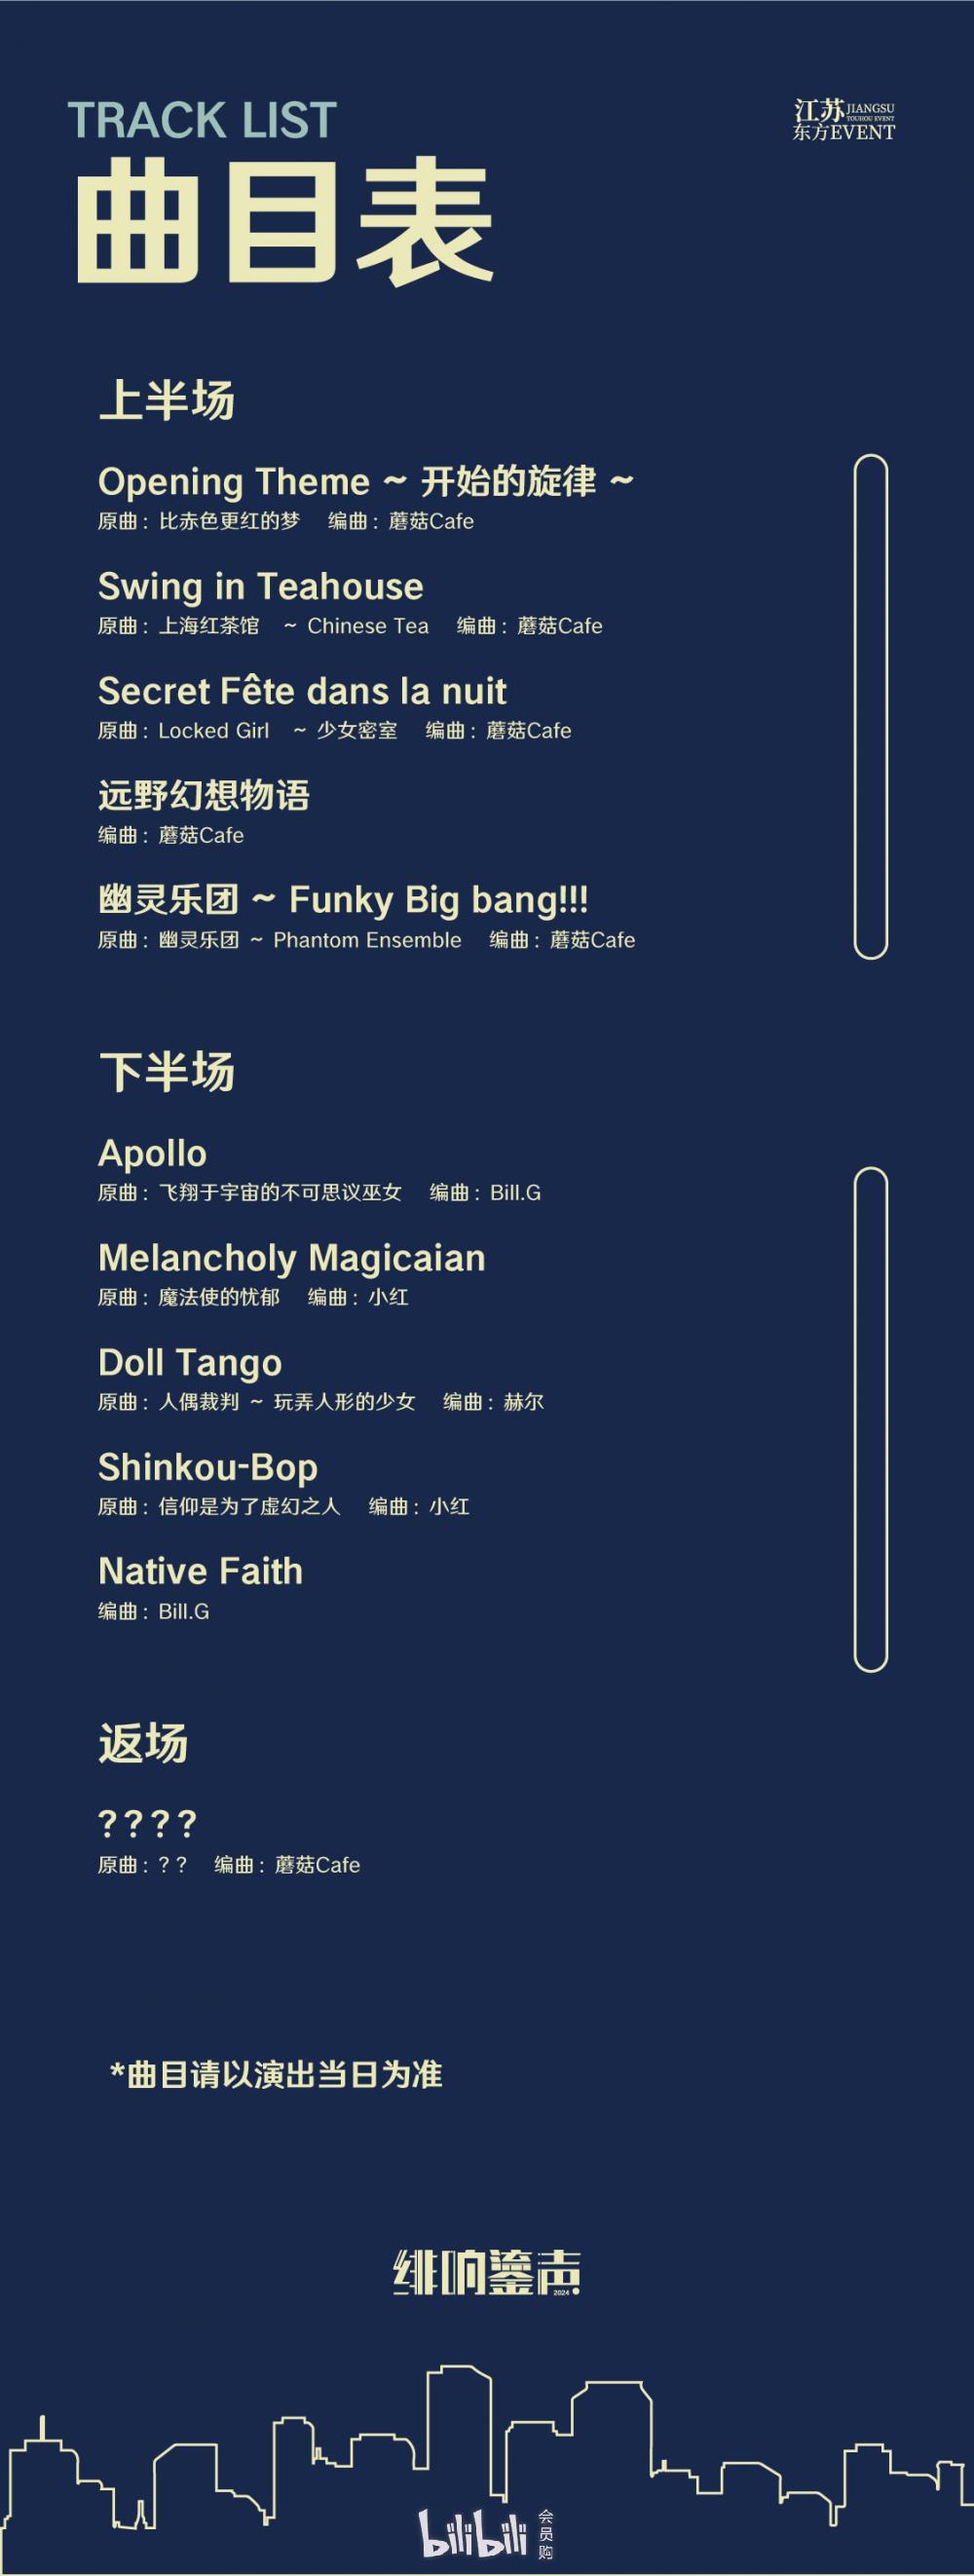 TRACK LIST
江苏 JIANGSU
TOUHOU EVENT
东方EVENT
曲目表
上半场
Opening Theme ~ 开始的旋律 ~
原曲：比赤色更红的梦 编曲：蘑菇Cafe
Swing in Teahouse
原曲：上海红茶馆 ~ Chinese Tea 编曲：蘑菇Cafe
Secret Fête dans la nuit
原曲：Locked Girl ~ 少女密室 编曲：蘑菇Cafe
远野幻想物语
编曲：蘑菇Cafe
幽灵乐团 ~ Funky Big bang!!!
原曲：幽灵乐团 ~ Phantom Ensemble 编曲：蘑菇Cafe
下半场
Apollo
原曲：飞翔于宇宙的不可思议巫女 编曲：Bill.G
Melancholy Magicaian
原曲：魔法使的忧郁 编曲：小红
Doll Tango
原曲：人偶裁判 ~ 玩弄人形的少女 编曲：赫尔
Shinkou-Bop
原曲：信仰是为了虚幻之人 编曲：小红
Native Faith
编曲：Bill.G
返场
????
原曲：?? 编曲：蘑菇Cafe
*曲目请以演出当日为准
绯响鎏声
2024
bilibili 会员购